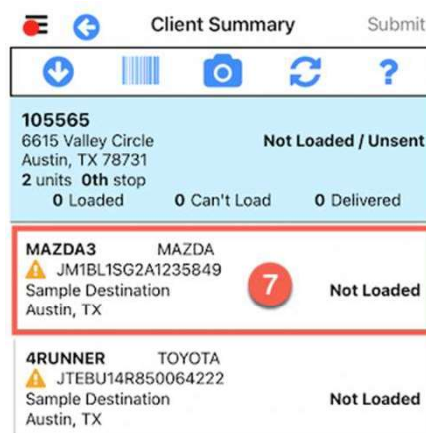 Client Summary Submit
?
105565
6615 Valley Circle Not Loaded / Unsent
Austin, TX 78731
2 units 0th stop
0 Loaded 0 Can't Load 0 Delivered
MAZDA3 MAZDA
JM1BL1SG2A1235849
7
Sample Destination Not Loaded
Austin, TX
4RUNNER TOYOTA
JTEBU14R850064222
Sample Destination Not Loaded
Austin, TX